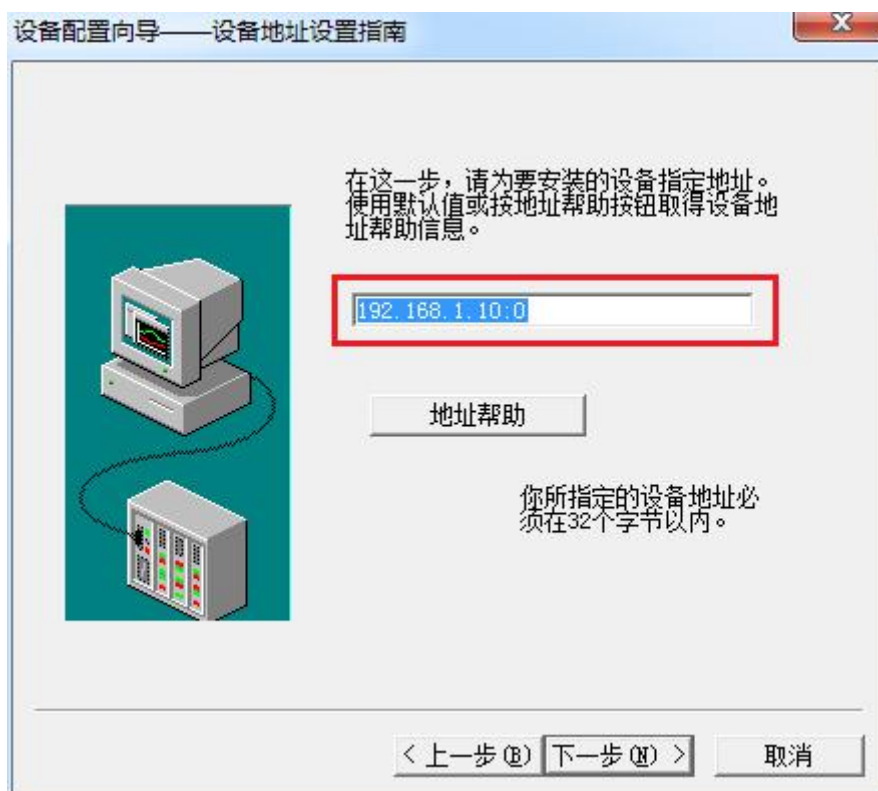 设备配置向导——设备地址设置指南
在这一步，请为要安装的设备指定地址。
使用默认值或按地址帮助按钮取得设备地
址帮助信息。
192.168.1.10:0
地址帮助
你所指定的设备地址必
须在32个字节以内。
<上一步(B) 下一步(N)> 取消